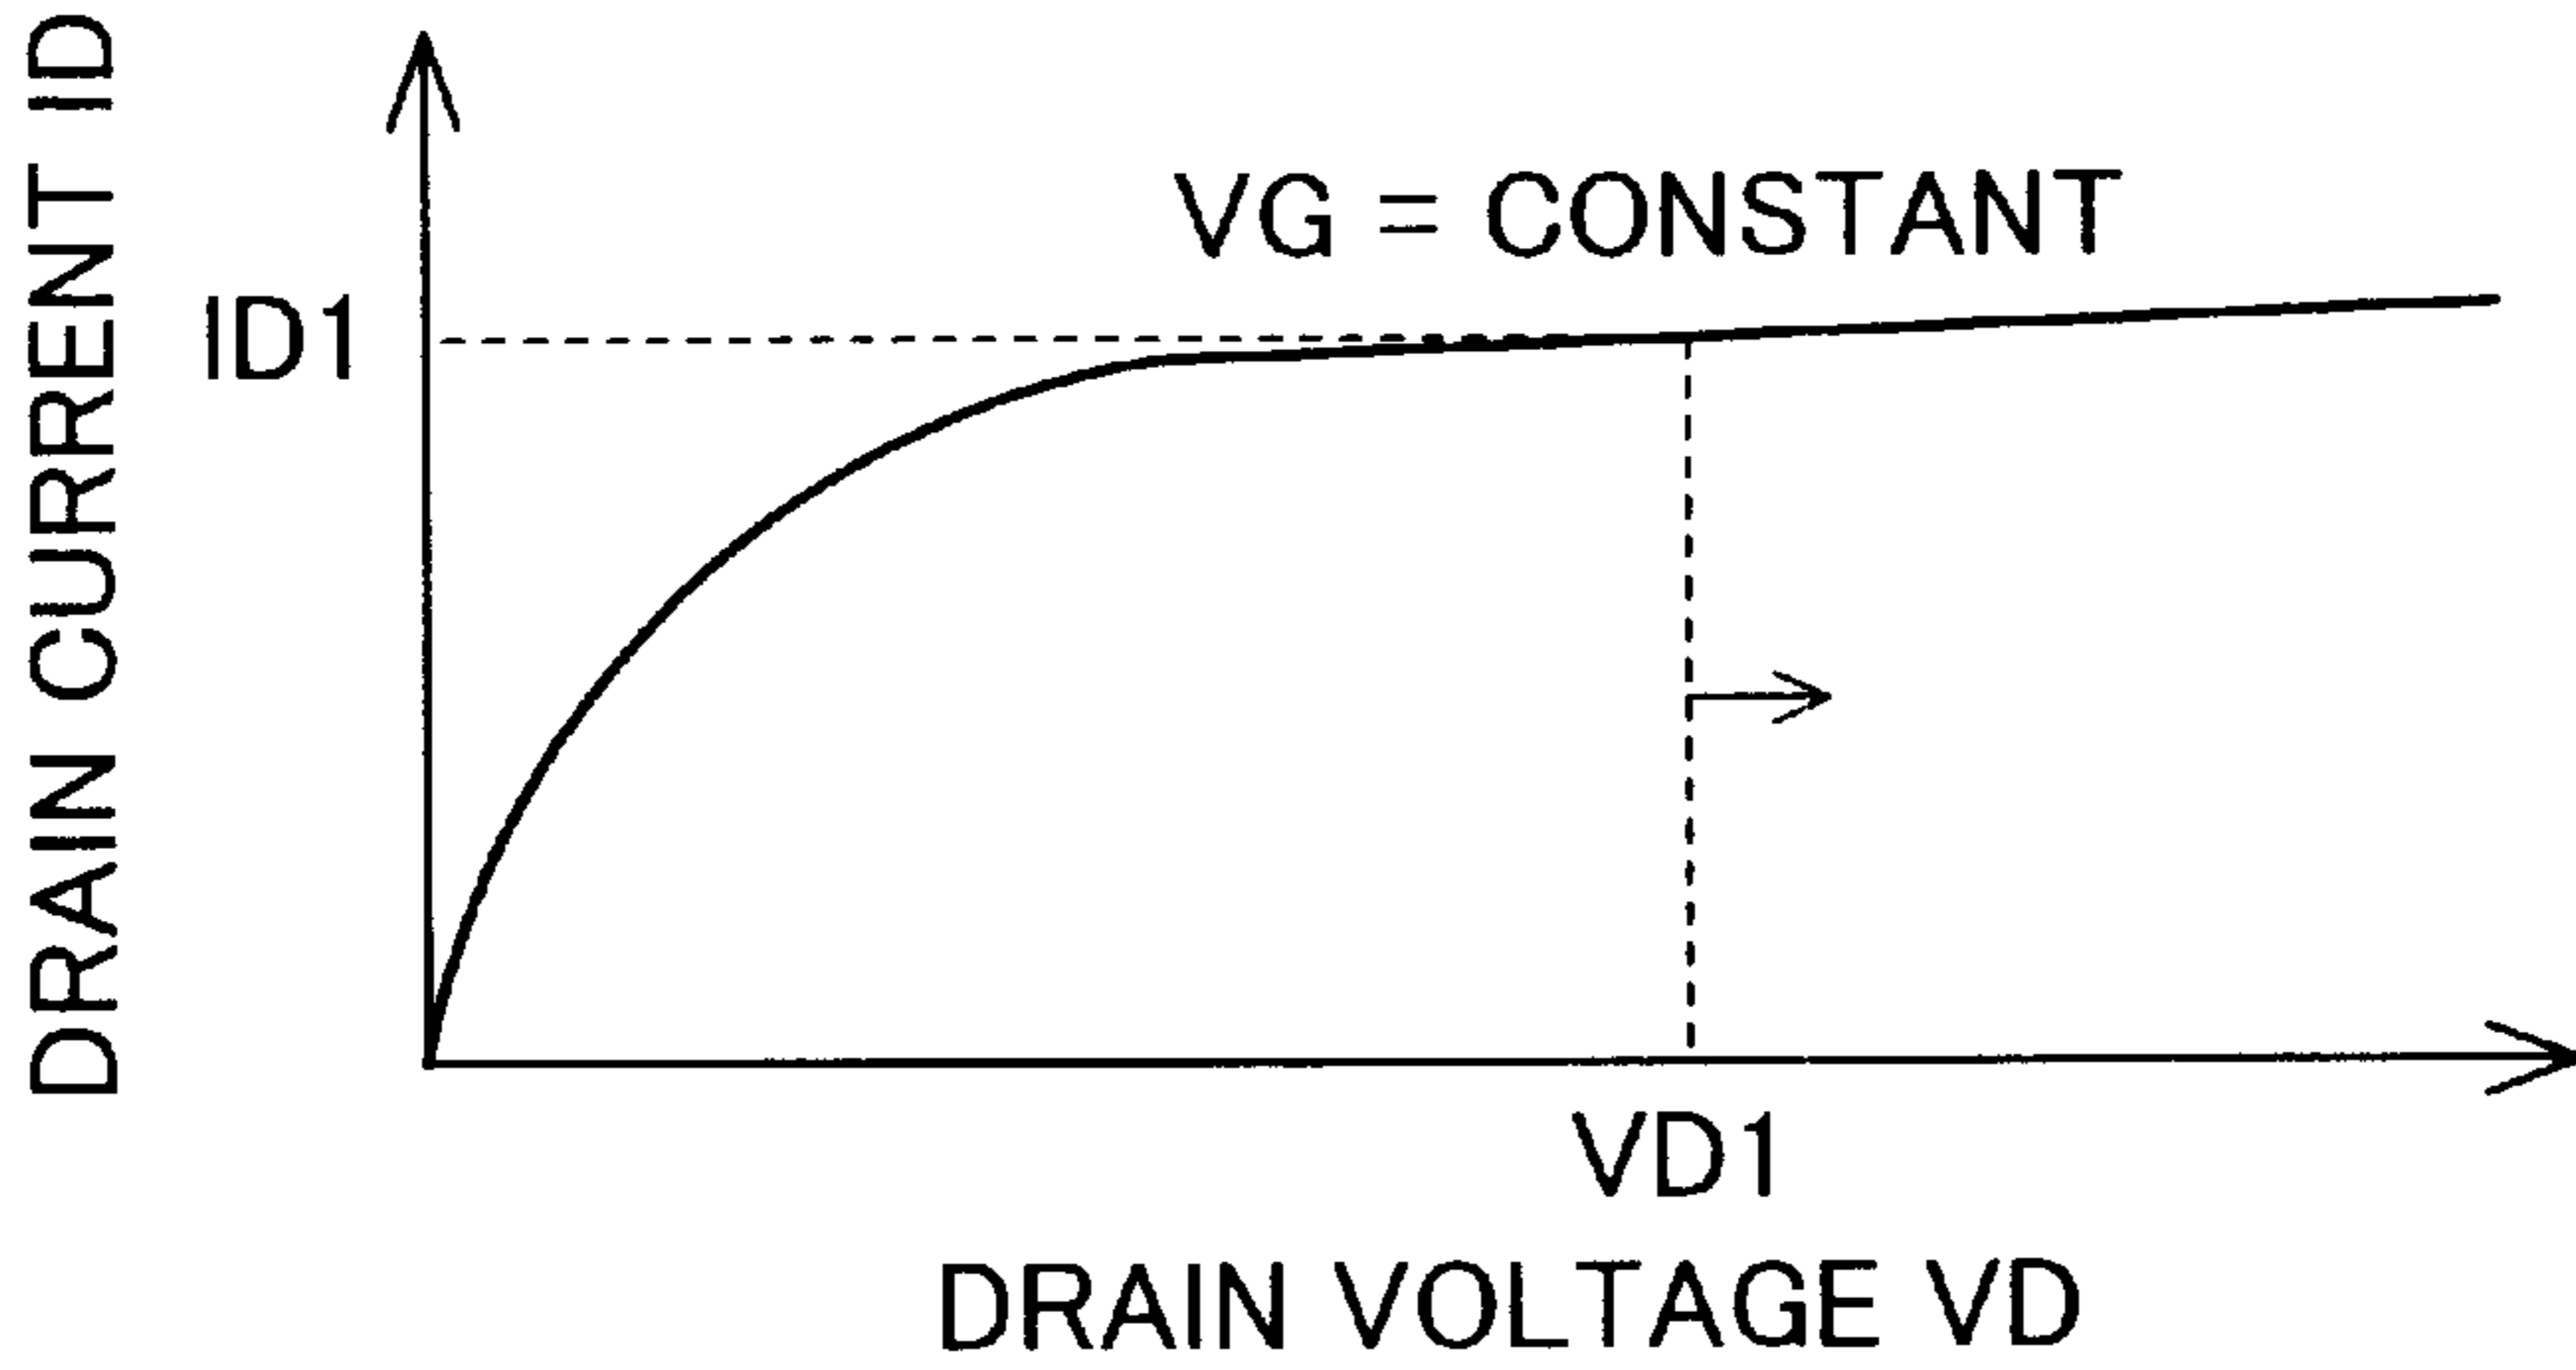 DRAIN CURRENT ID
VG = CONSTANT
ID1
VD1
DRAIN VOLTAGE VD